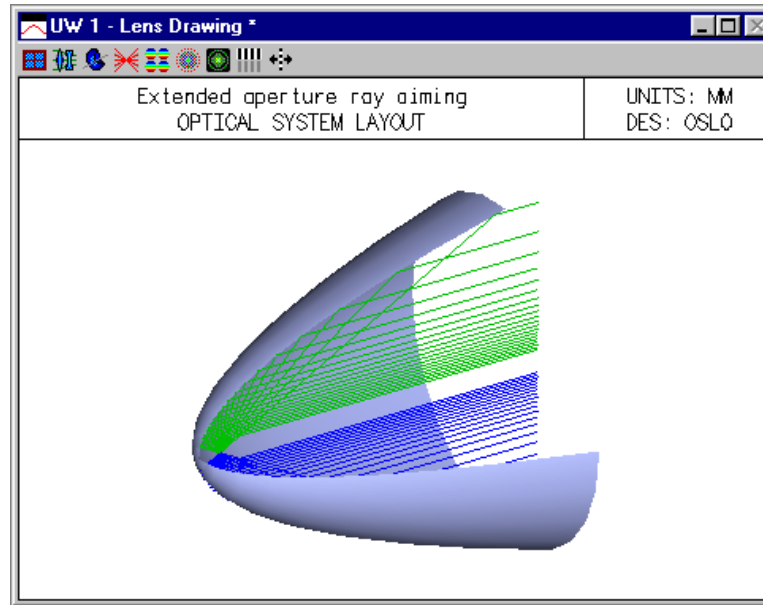 UW 1 - Lens Drawing *
Extended aperture ray aiming
OPTICAL SYSTEM LAYOUT
UNITS: MM
DES: OSLO